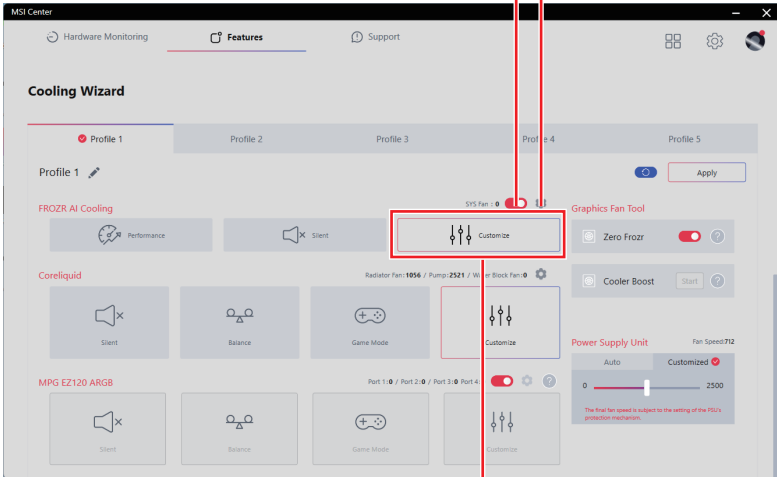 MSI Center
Hardware Monitoring
Features
Support
Cooling Wizard
Profile 1
Profile 2
Profile 3
Profile 4
Profile 5
Profile 1
Apply
FROZR AI Cooling
SYS Fan : 0
Performance
Silent
Customize
Graphics Fan Tool
Zero Frozr
?
Cooler Boost
Start
?
Coreliquid
Radiator Fan: 1056 / Pump: 2521 / Water Block Fan: 0
Silent
Balance
Game Mode
Customize
Power Supply Unit
Fan Speed:712
Auto
Customized
0
2500
The final fan speed is subject to the setting of the PSU's
protection mechanism.
MPG EZ120 ARGB
Port 1: 0 / Port 2: 0 / Port 3: 0 Port 4:
?
Silent
Balance
Game Mode
Customize